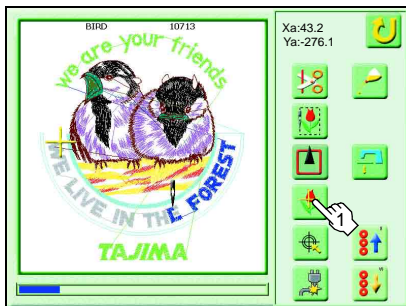 BIRD 10713
we are your friends
WE LIVE IN THE FOREST
TAJIMA
Xa:43.2
Ya:-276.1
1